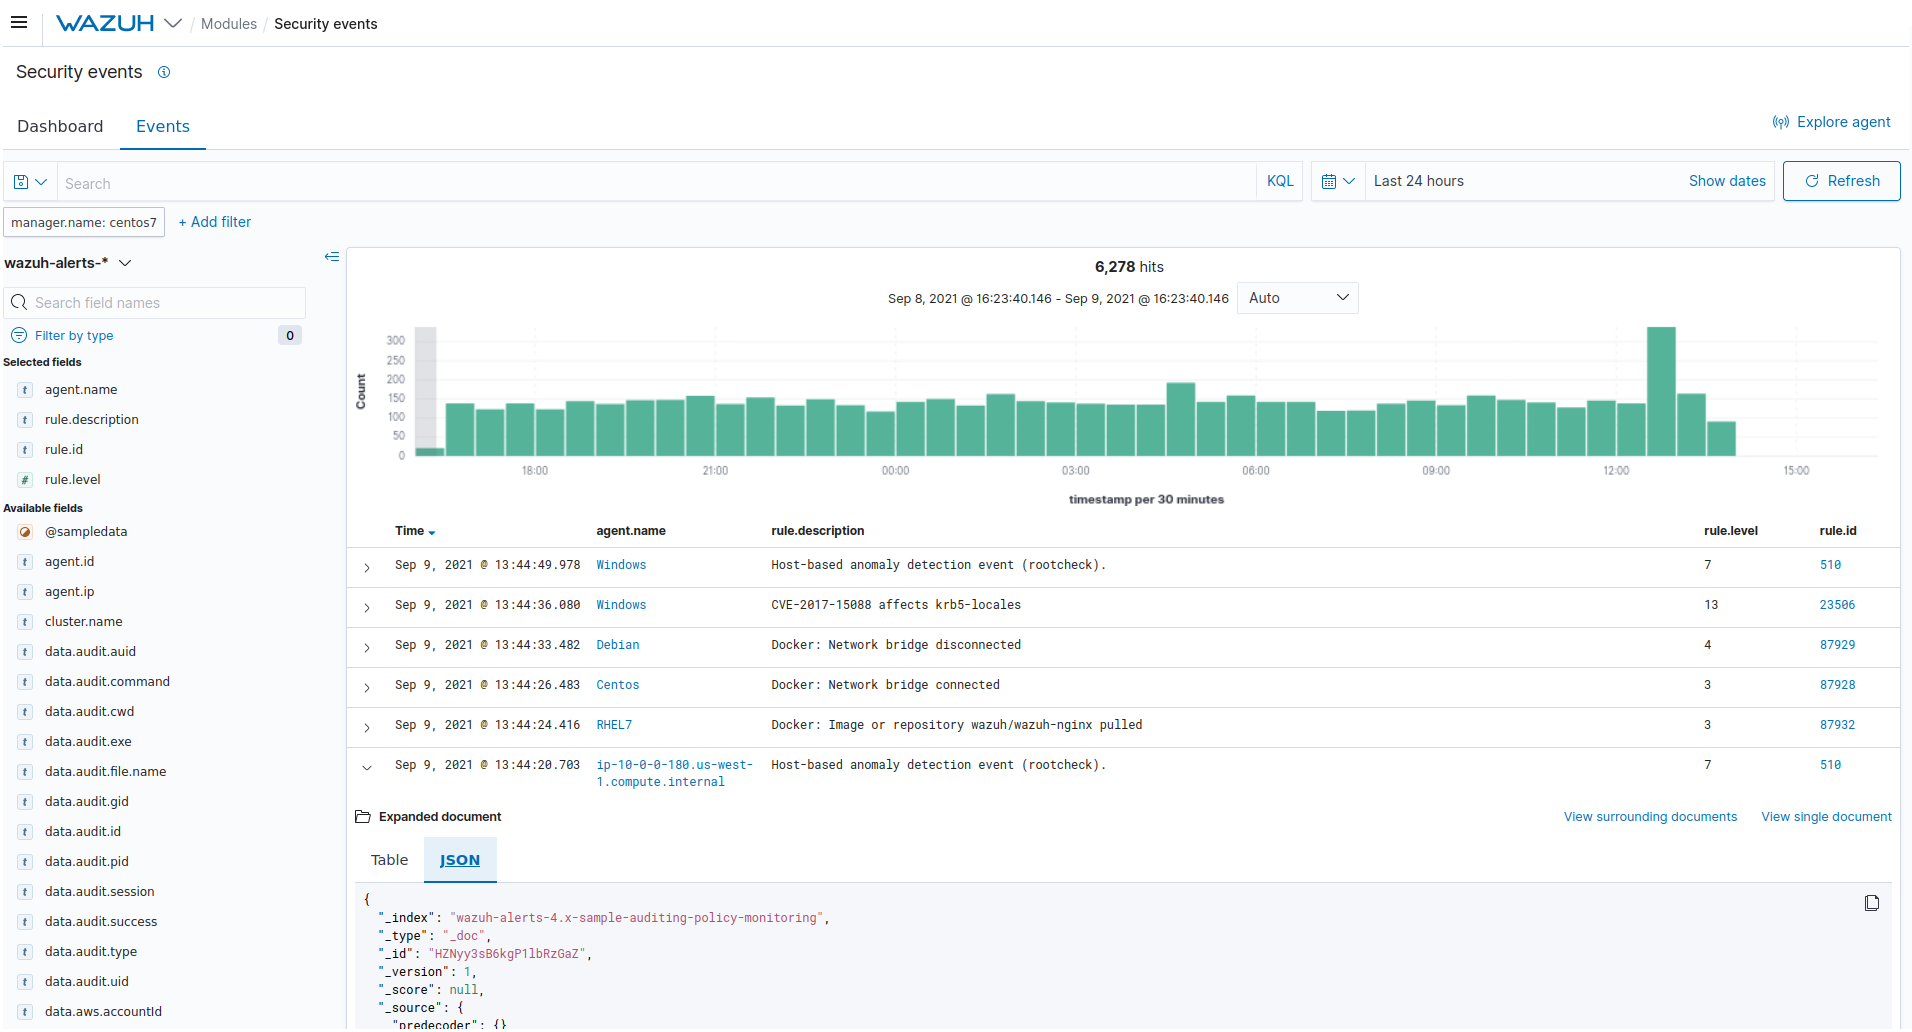 WAZUH / Modules / Security events
Security events
Dashboard Events
Explore agent
Search KQL Last 24 hours Show dates Refresh
manager.name: centos7 + Add filter
wazuh-alerts-*
Search field names
Filter by type 0
Selected fields
t agent.name
t rule.description
t rule.id
# rule.level
Available fields
@sampledata
t agent.id
t agent.ip
t cluster.name
t data.audit.auid
t data.audit.command
t data.audit.cwd
t data.audit.exe
t data.audit.file.name
t data.audit.gid
t data.audit.id
t data.audit.pid
t data.audit.session
t data.audit.success
t data.audit.type
t data.audit.uid
t data.aws.accountId
6,278 hits
Sep 8, 2021 @ 16:23:40.146 - Sep 9, 2021 @ 16:23:40.146 Auto
Count
300
250
200
150
100
50
0
18:00 21:00 00:00 03:00 06:00 09:00 12:00 15:00
timestamp per 30 minutes
Time agent.name rule.description rule.level rule.id
Sep 9, 2021 @ 13:44:49.978 Windows Host-based anomaly detection event (rootcheck). 7 510
Sep 9, 2021 @ 13:44:36.080 Windows CVE-2017-15088 affects krb5-locales 13 23506
Sep 9, 2021 @ 13:44:33.482 Debian Docker: Network bridge disconnected 4 87929
Sep 9, 2021 @ 13:44:26.483 Centos Docker: Network bridge connected 3 87928
Sep 9, 2021 @ 13:44:24.416 RHEL7 Docker: Image or repository wazuh/wazuh-nginx pulled 3 87932
Sep 9, 2021 @ 13:44:20.703 ip-10-0-0-180.us-west- Host-based anomaly detection event (rootcheck). 7 510
1.compute.internal
Expanded document View surrounding documents View single document
Table JSON
{
"_index": "wazuh-alerts-4.x-sample-auditing-policy-monitoring",
"_type": "_doc",
"_id": "HZNyy3sB6kgP1lbRzGaZ",
"_version": 1,
"_score": null,
"_source": {
"predecoder": {}